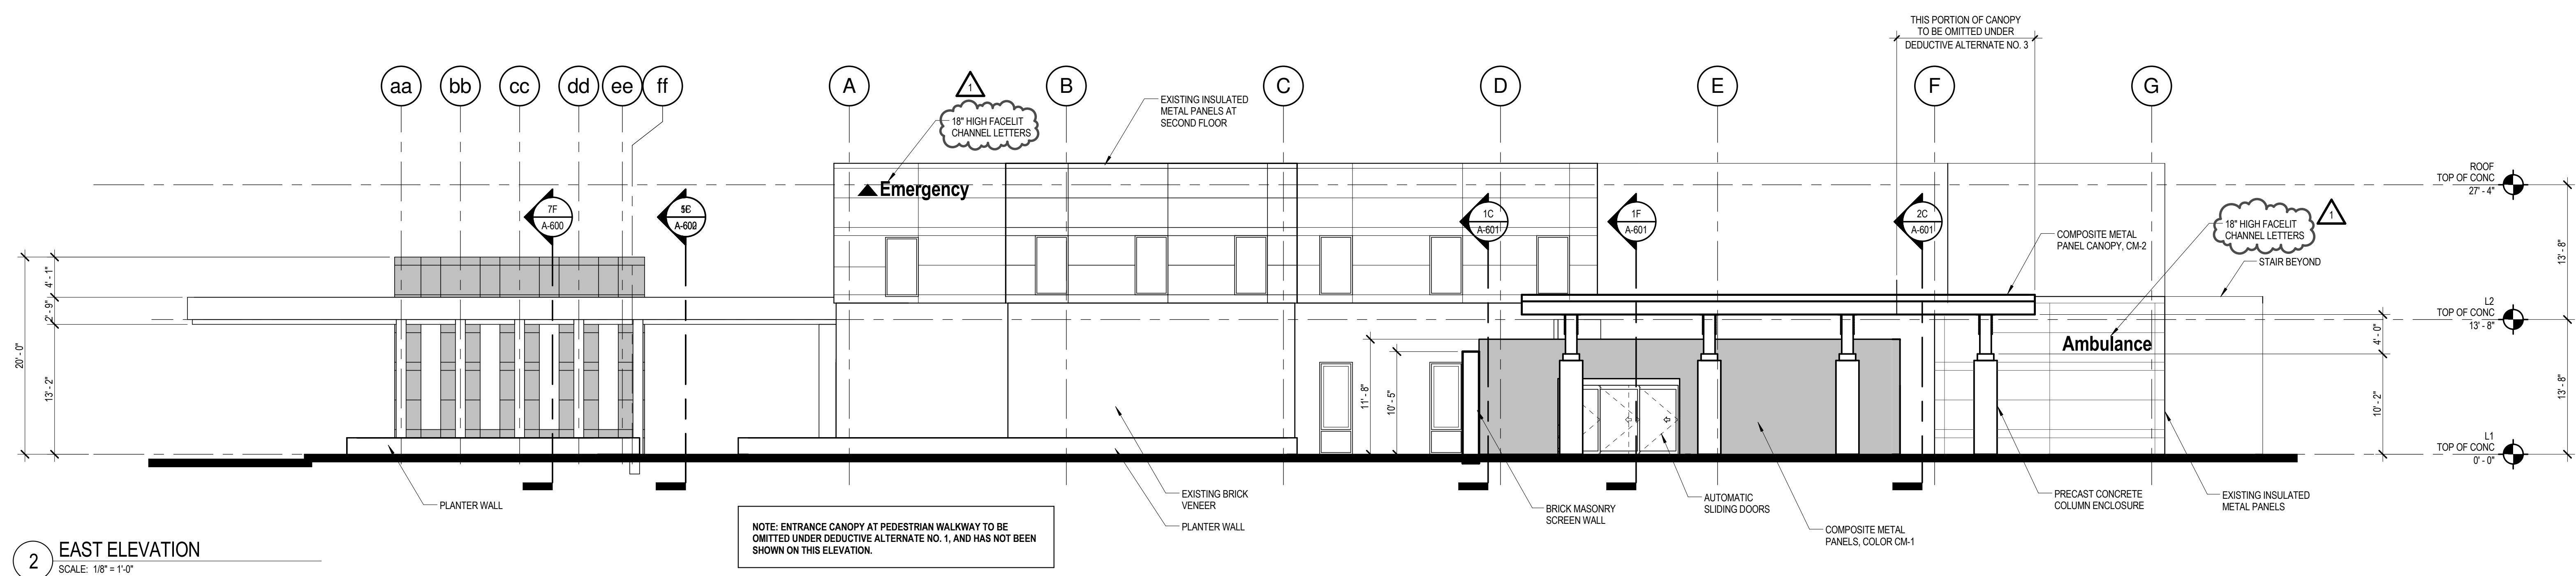 THIS PORTION OF CANOPY
TO BE OMITTED UNDER
DEDUCTIVE ALTERNATE NO. 3
aa
bb
cc
dd
ee
ff
A
B
C
D
E
F
G
1
18" HIGH FACELIT
CHANNEL LETTERS
EXISTING INSULATED
METAL PANELS AT
SECOND FLOOR
Emergency
ROOF
TOP OF CONC
27' - 4"
7F
A-600
1C
A-601
1F
A-601
2C
A-601
COMPOSITE METAL
PANEL CANOPY, CM-2
18" HIGH FACELIT
CHANNEL LETTERS
1
STAIR BEYOND
13' - 8"
L2
TOP OF CONC
13' - 8"
20' - 0"
4' - 1"
2' - 9"
13' - 2"
11' - 8"
10' - 5"
Ambulance
4' - 0"
10' - 2"
13' - 8"
L1
TOP OF CONC
0' - 0"
PLANTER WALL
EXISTING BRICK
VENEER
PLANTER WALL
BRICK MASONRY
SCREEN WALL
AUTOMATIC
SLIDING DOORS
COMPOSITE METAL
PANELS, COLOR CM-1
PRECAST CONCRETE
COLUMN ENCLOSURE
EXISTING INSULATED
METAL PANELS
NOTE: ENTRANCE CANOPY AT PEDESTRIAN WALKWAY TO BE
OMITTED UNDER DEDUCTIVE ALTERNATE NO. 1, AND HAS NOT BEEN
SHOWN ON THIS ELEVATION.
2
EAST ELEVATION
SCALE: 1/8" = 1'-0"